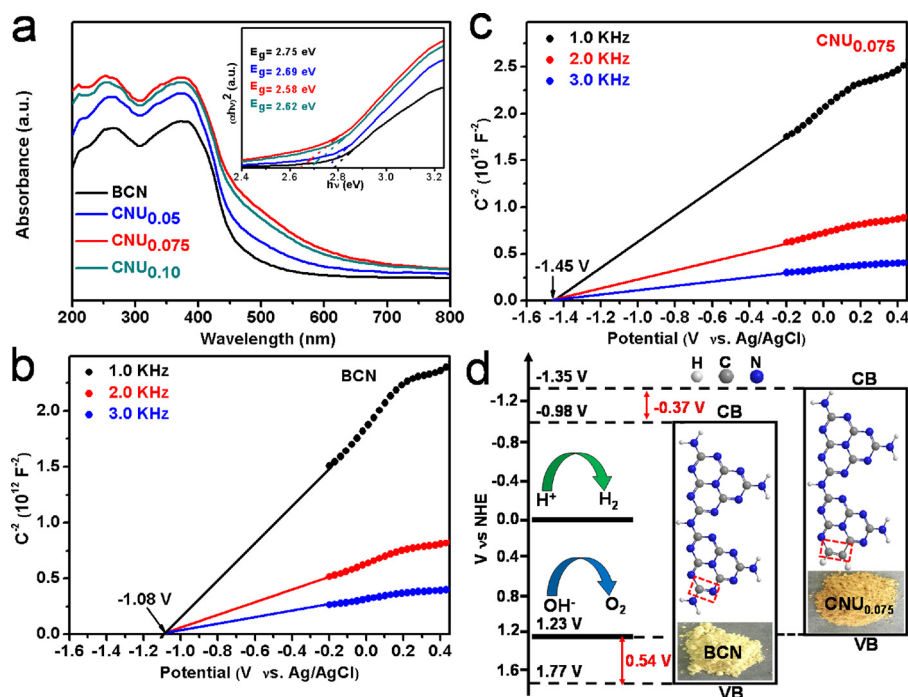 a
Absorbance (a.u.)
BCN
CNU0.05
CNU0.075
CNU0.10
200 300 400 500 600 700 800
Wavelength (nm)
(αhν)2 (a.u.)
Eg= 2.75 eV
Eg= 2.69 eV
Eg= 2.58 eV
Eg= 2.62 eV
2.4 2.6 2.8 3.0 3.2
hν (eV)
b
C-2 (1012 F-2)
1.0 KHz
2.0 KHz
3.0 KHz
BCN
2.0
1.5
1.0
0.5
0.0
-1.08 V
-1.6 -1.4 -1.2 -1.0 -0.8 -0.6 -0.4 -0.2 0.0 0.2 0.4
Potential (V vs. Ag/AgCl)
c
C-2 (1012 F-2)
1.0 KHz
2.0 KHz
3.0 KHz
CNU0.075
2.5
2.0
1.5
1.0
0.5
0.0
-1.45 V
-1.6 -1.4 -1.2 -1.0 -0.8 -0.6 -0.4 -0.2 0.0 0.2 0.4
Potential (V vs. Ag/AgCl)
d
V vs NHE
H C N
-1.2
-0.8
-0.4
0.0
0.4
0.8
1.2
1.6
-1.35 V
-0.98 V
-0.37 V
CB
CB
H+ H2
OH- O2
1.23 V
1.77 V
0.54 V
BCN
CNU0.075
VB
VB